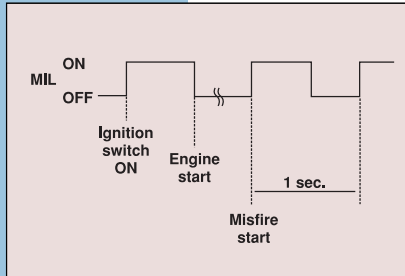 ON
MIL
OFF
Ignition
switch
ON
Engine
start
1 sec.
Misfire
start